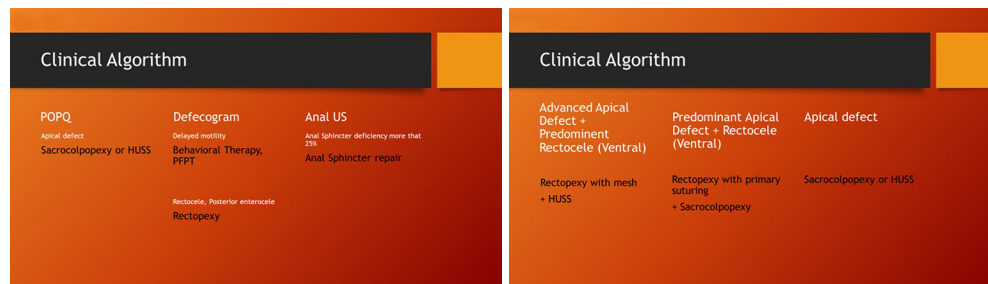 Clinical Algorithm
POPQ
Apical defect
Sacrocolpopexy or HUSS
Defecogram
Delayed motility
Behavioral Therapy,
PFPT
Rectocele, Posterior enterocele
Rectopexy
Anal US
Anal Sphincter deficiency more that
25%
Anal Sphincter repair
Clinical Algorithm
Advanced Apical
Defect +
Predominent
Rectocele (Ventral)
Rectopexy with mesh
+ HUSS
Predominant Apical
Defect + Rectocele
(Ventral)
Rectopexy with primary
suturing
+ Sacrocolpopexy
Apical defect
Sacrocolpopexy or HUSS